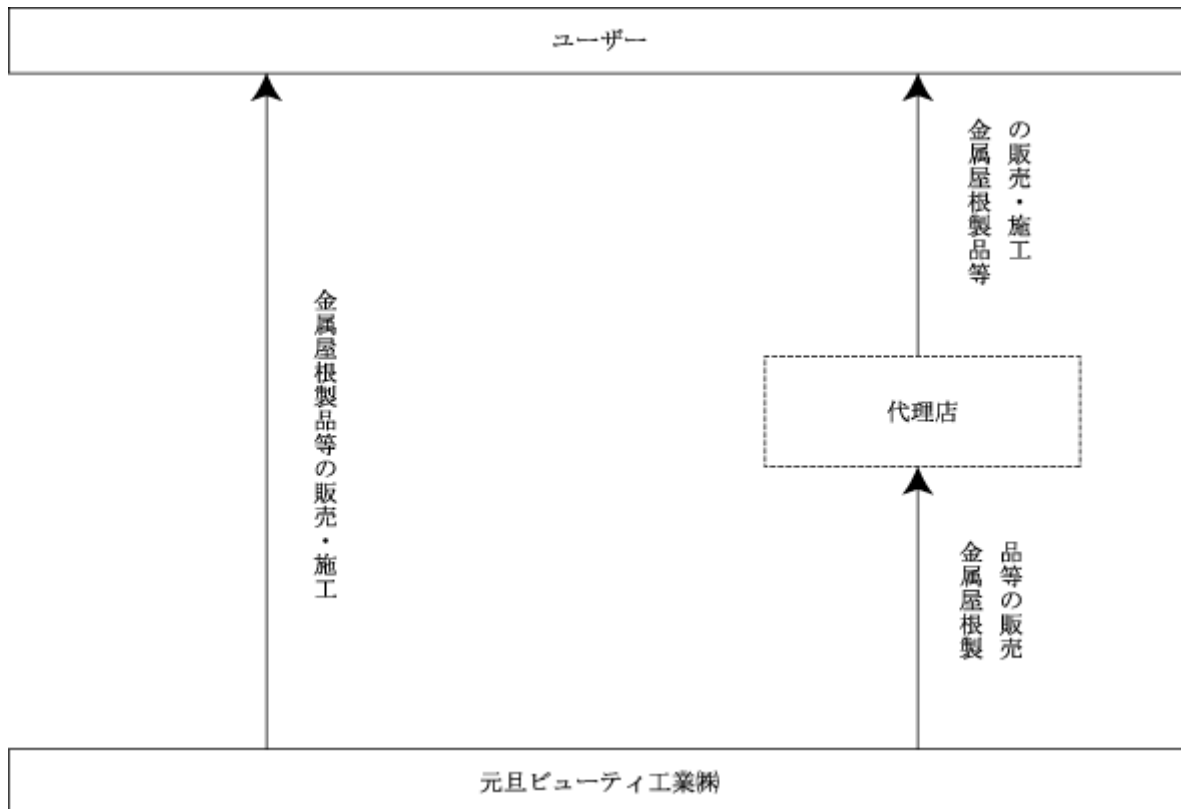 ユーザー
金属屋根製品等
の販売・施工
金属屋根製品等の販売・施工
代理店
金属屋根製
品等の販売
元旦ビューティ工業㈱